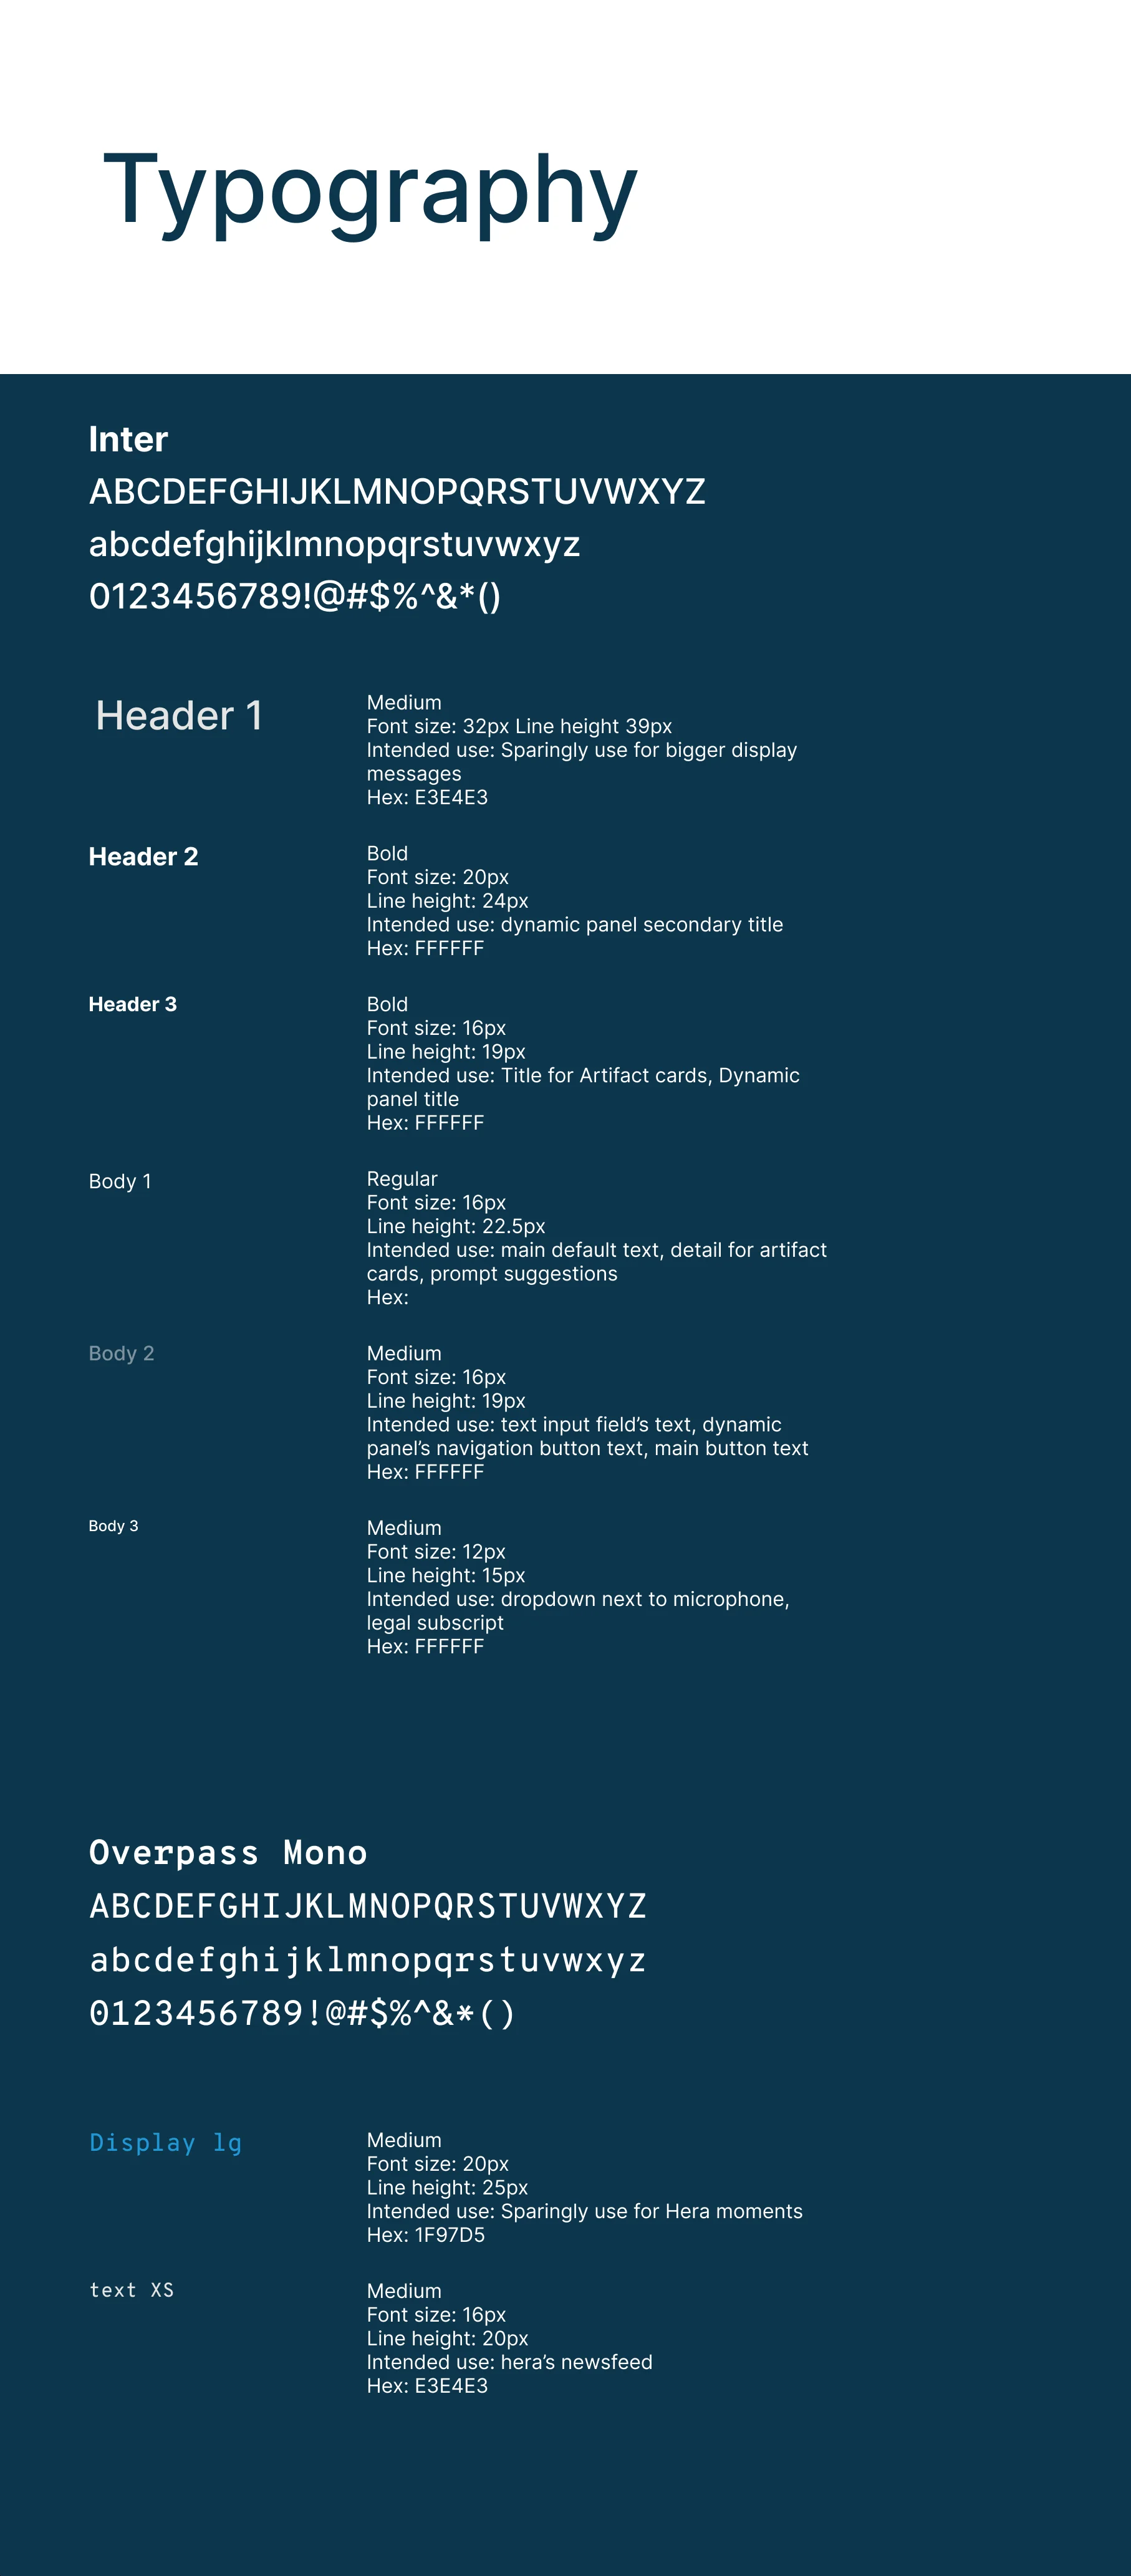 Typography
Inter
ABCDEFGHIJKLMNOPQRSTUVWXYZ
abcdefghijklmnopqrstuvwxyz
0123456789!@#$%^&*()
Header 1
Medium
Font size: 32px Line height 39px
Intended use: Sparingly use for bigger display
messages
Hex: E3E4E3
Header 2
Bold
Font size: 20px
Line height: 24px
Intended use: dynamic panel secondary title
Hex: FFFFFF
Header 3
Bold
Font size: 16px
Line height: 19px
Intended use: Title for Artifact cards, Dynamic
panel title
Hex: FFFFFF
Body 1
Regular
Font size: 16px
Line height: 22.5px
Intended use: main default text, detail for artifact
cards, prompt suggestions
Hex:
Body 2
Medium
Font size: 16px
Line height: 19px
Intended use: text input field’s text, dynamic
panel’s navigation button text, main button text
Hex: FFFFFF
Body 3
Medium
Font size: 12px
Line height: 15px
Intended use: dropdown next to microphone,
legal subscript
Hex: FFFFFF
Overpass Mono
ABCDEFGHIJKLMNOPQRSTUVWXYZ
abcdefghijklmnopqrstuvwxyz
0123456789!@#$%^&*()
Display lg
Medium
Font size: 20px
Line height: 25px
Intended use: Sparingly use for Hera moments
Hex: 1F97D5
text XS
Medium
Font size: 16px
Line height: 20px
Intended use: hera’s newsfeed
Hex: E3E4E3